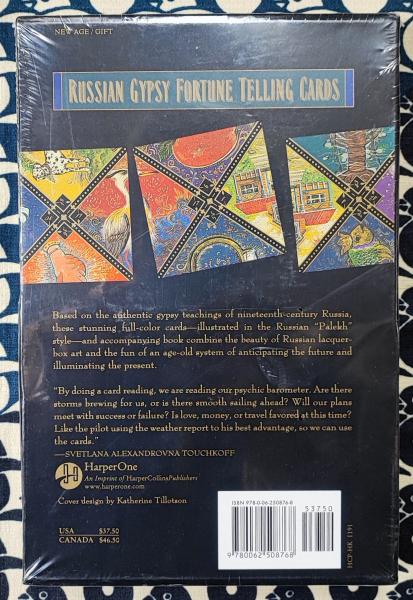 NEW AGE / GIFT
RUSSIAN GYPSY FORTUNE TELLING CARDS
Based on the authentic gypsy teachings of nineteenth-century Russia,
these stunning full-color cards—illustrated in the Russian "Palekh"
style—and accompanying book combine the beauty of Russian lacquer-
box art and the fun of an age-old system of anticipating the future and
illuminating the present.
"By doing a card reading, we are reading our psychic barometer. Are there
storms brewing for us, or is there smooth sailing ahead? Will our plans
meet with success or failure? Is love, money, or travel favored at this time?
Like the pilot using the weather report to his best advantage, so we can use
the cards."
—SVETLANA ALEXANDROVNA TOUCHKOFF
HarperOne
An Imprint of HarperCollinsPublishers
www.harperone.com
Cover design by Katherine Tillotson
USA $37.50
CANADA $46.50
ISBN 978-0-06-250876-8
53750
9 780062 508768
HCP-HK 1191